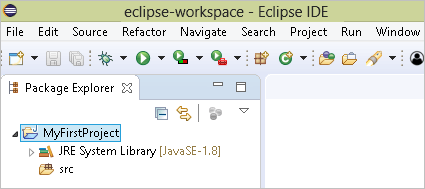 eclipse-workspace - Eclipse IDE
File Edit Source Refactor Navigate Search Project Run Window
Package Explorer
MyFirstProject
JRE System Library [JavaSE-1.8]
src